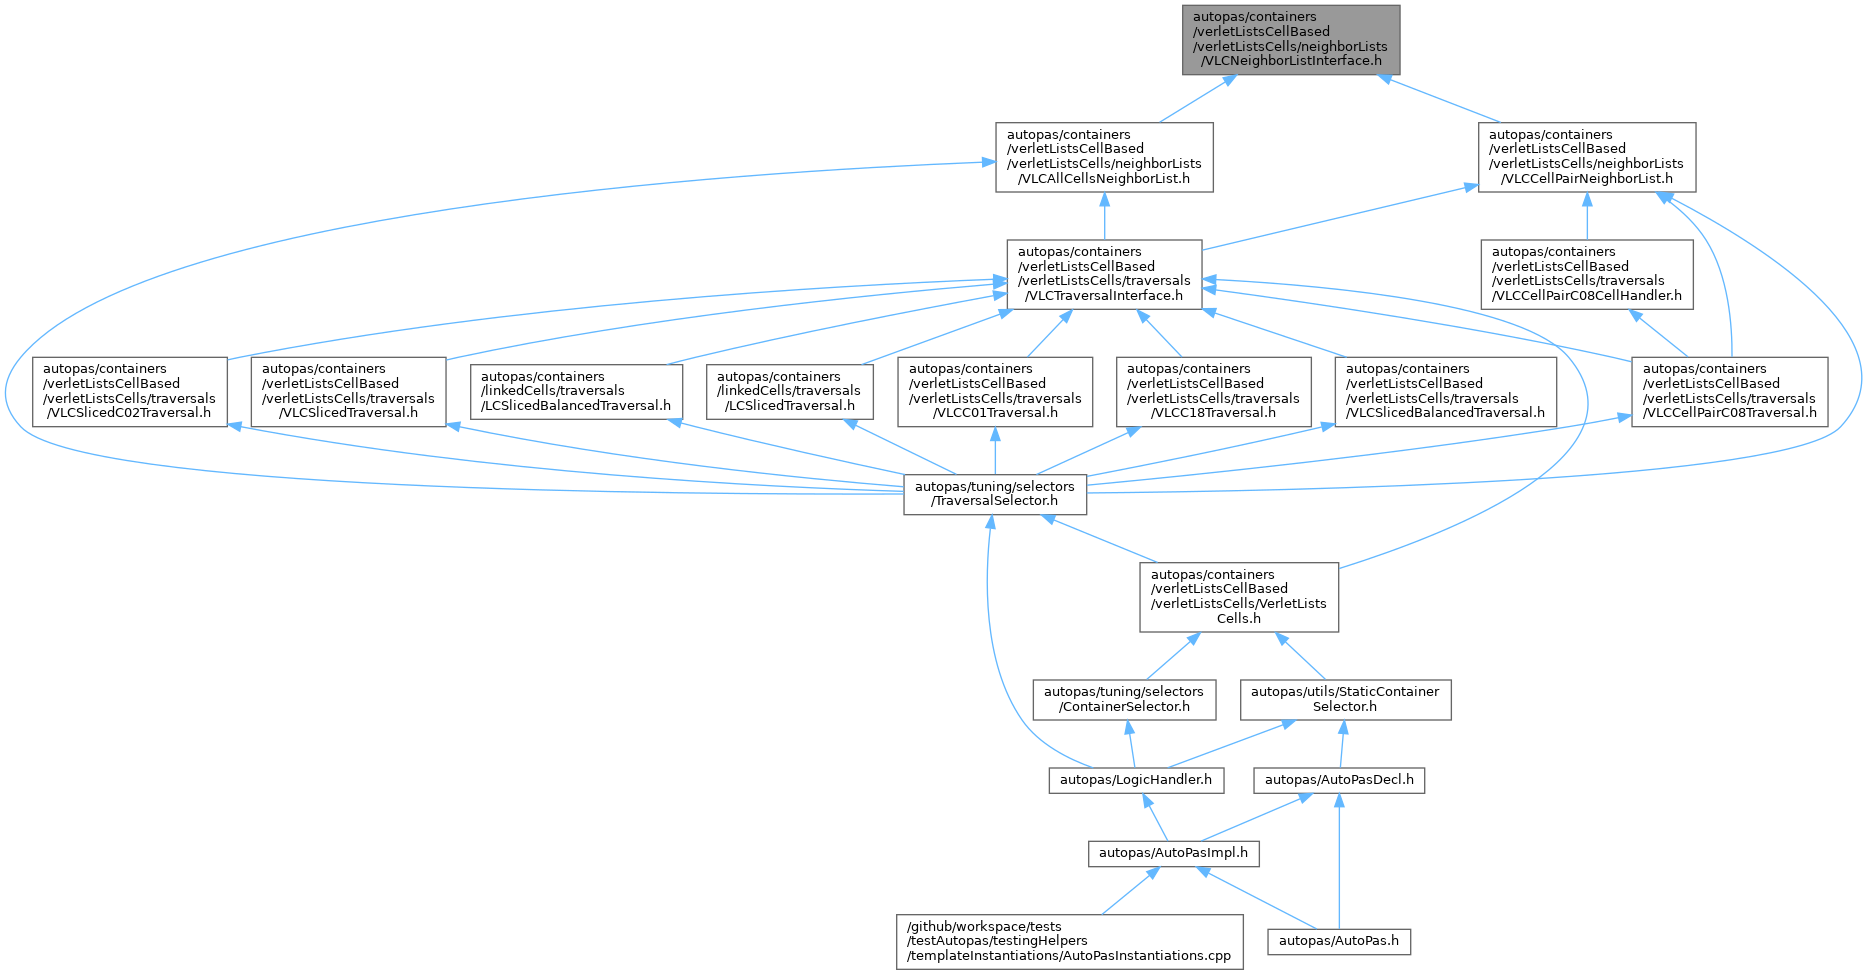 autopas/containers
/verletListsCellBased
/verletListsCells/neighborLists
/VLCNeighborListInterface.h
autopas/containers
/verletListsCellBased
/verletListsCells/neighborLists
/VLCAllCellsNeighborList.h
autopas/containers
/verletListsCellBased
/verletListsCells/neighborLists
/VLCCellPairNeighborList.h
autopas/containers
/verletListsCellBased
/verletListsCells/traversals
/VLCTraversalInterface.h
autopas/containers
/verletListsCellBased
/verletListsCells/traversals
/VLCCellPairC08CellHandler.h
autopas/containers
/verletListsCellBased
/verletListsCells/traversals
/VLCSlicedC02Traversal.h
autopas/containers
/verletListsCellBased
/verletListsCells/traversals
/VLCSlicedTraversal.h
autopas/containers
/linkedCells/traversals
/LCSlicedBalancedTraversal.h
autopas/containers
/linkedCells/traversals
/LCSlicedTraversal.h
autopas/containers
/verletListsCellBased
/verletListsCells/traversals
/VLCC01Traversal.h
autopas/containers
/verletListsCellBased
/verletListsCells/traversals
/VLCC18Traversal.h
autopas/containers
/verletListsCellBased
/verletListsCells/traversals
/VLCSlicedBalancedTraversal.h
autopas/containers
/verletListsCellBased
/verletListsCells/traversals
/VLCCellPairC08Traversal.h
autopas/tuning/selectors
/TraversalSelector.h
autopas/containers
/verletListsCellBased
/verletListsCells/VerletLists
Cells.h
autopas/tuning/selectors
/ContainerSelector.h
autopas/utils/StaticContainer
Selector.h
autopas/LogicHandler.h
autopas/AutoPasDecl.h
autopas/AutoPasImpl.h
/github/workspace/tests
/testAutopas/testingHelpers
/templateInstantiations/AutoPasInstantiations.cpp
autopas/AutoPas.h